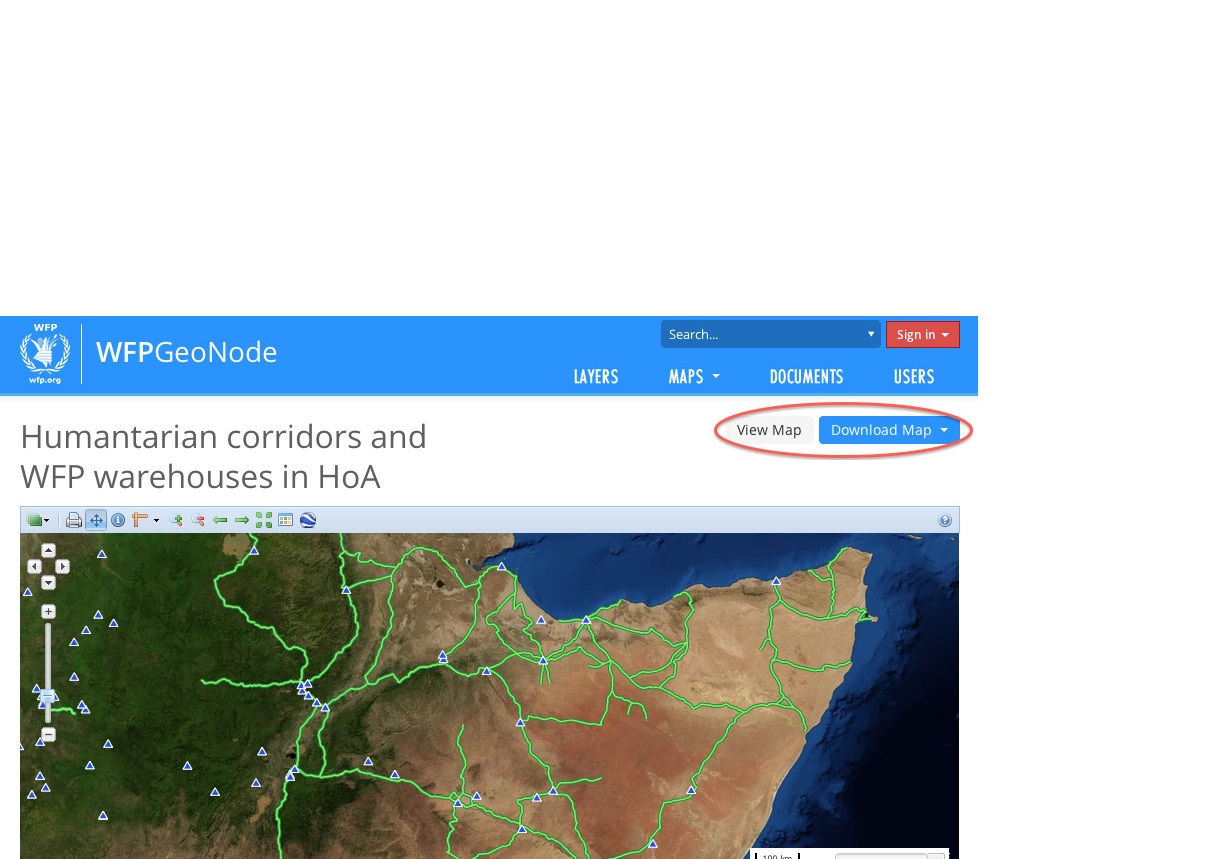 WFP
wfp.org
WFPGeoNode
Search...
Sign in
LAYERS
MAPS
DOCUMENTS
USERS
Humantarian corridors and
WFP warehouses in HoA
View Map
Download Map
100 km